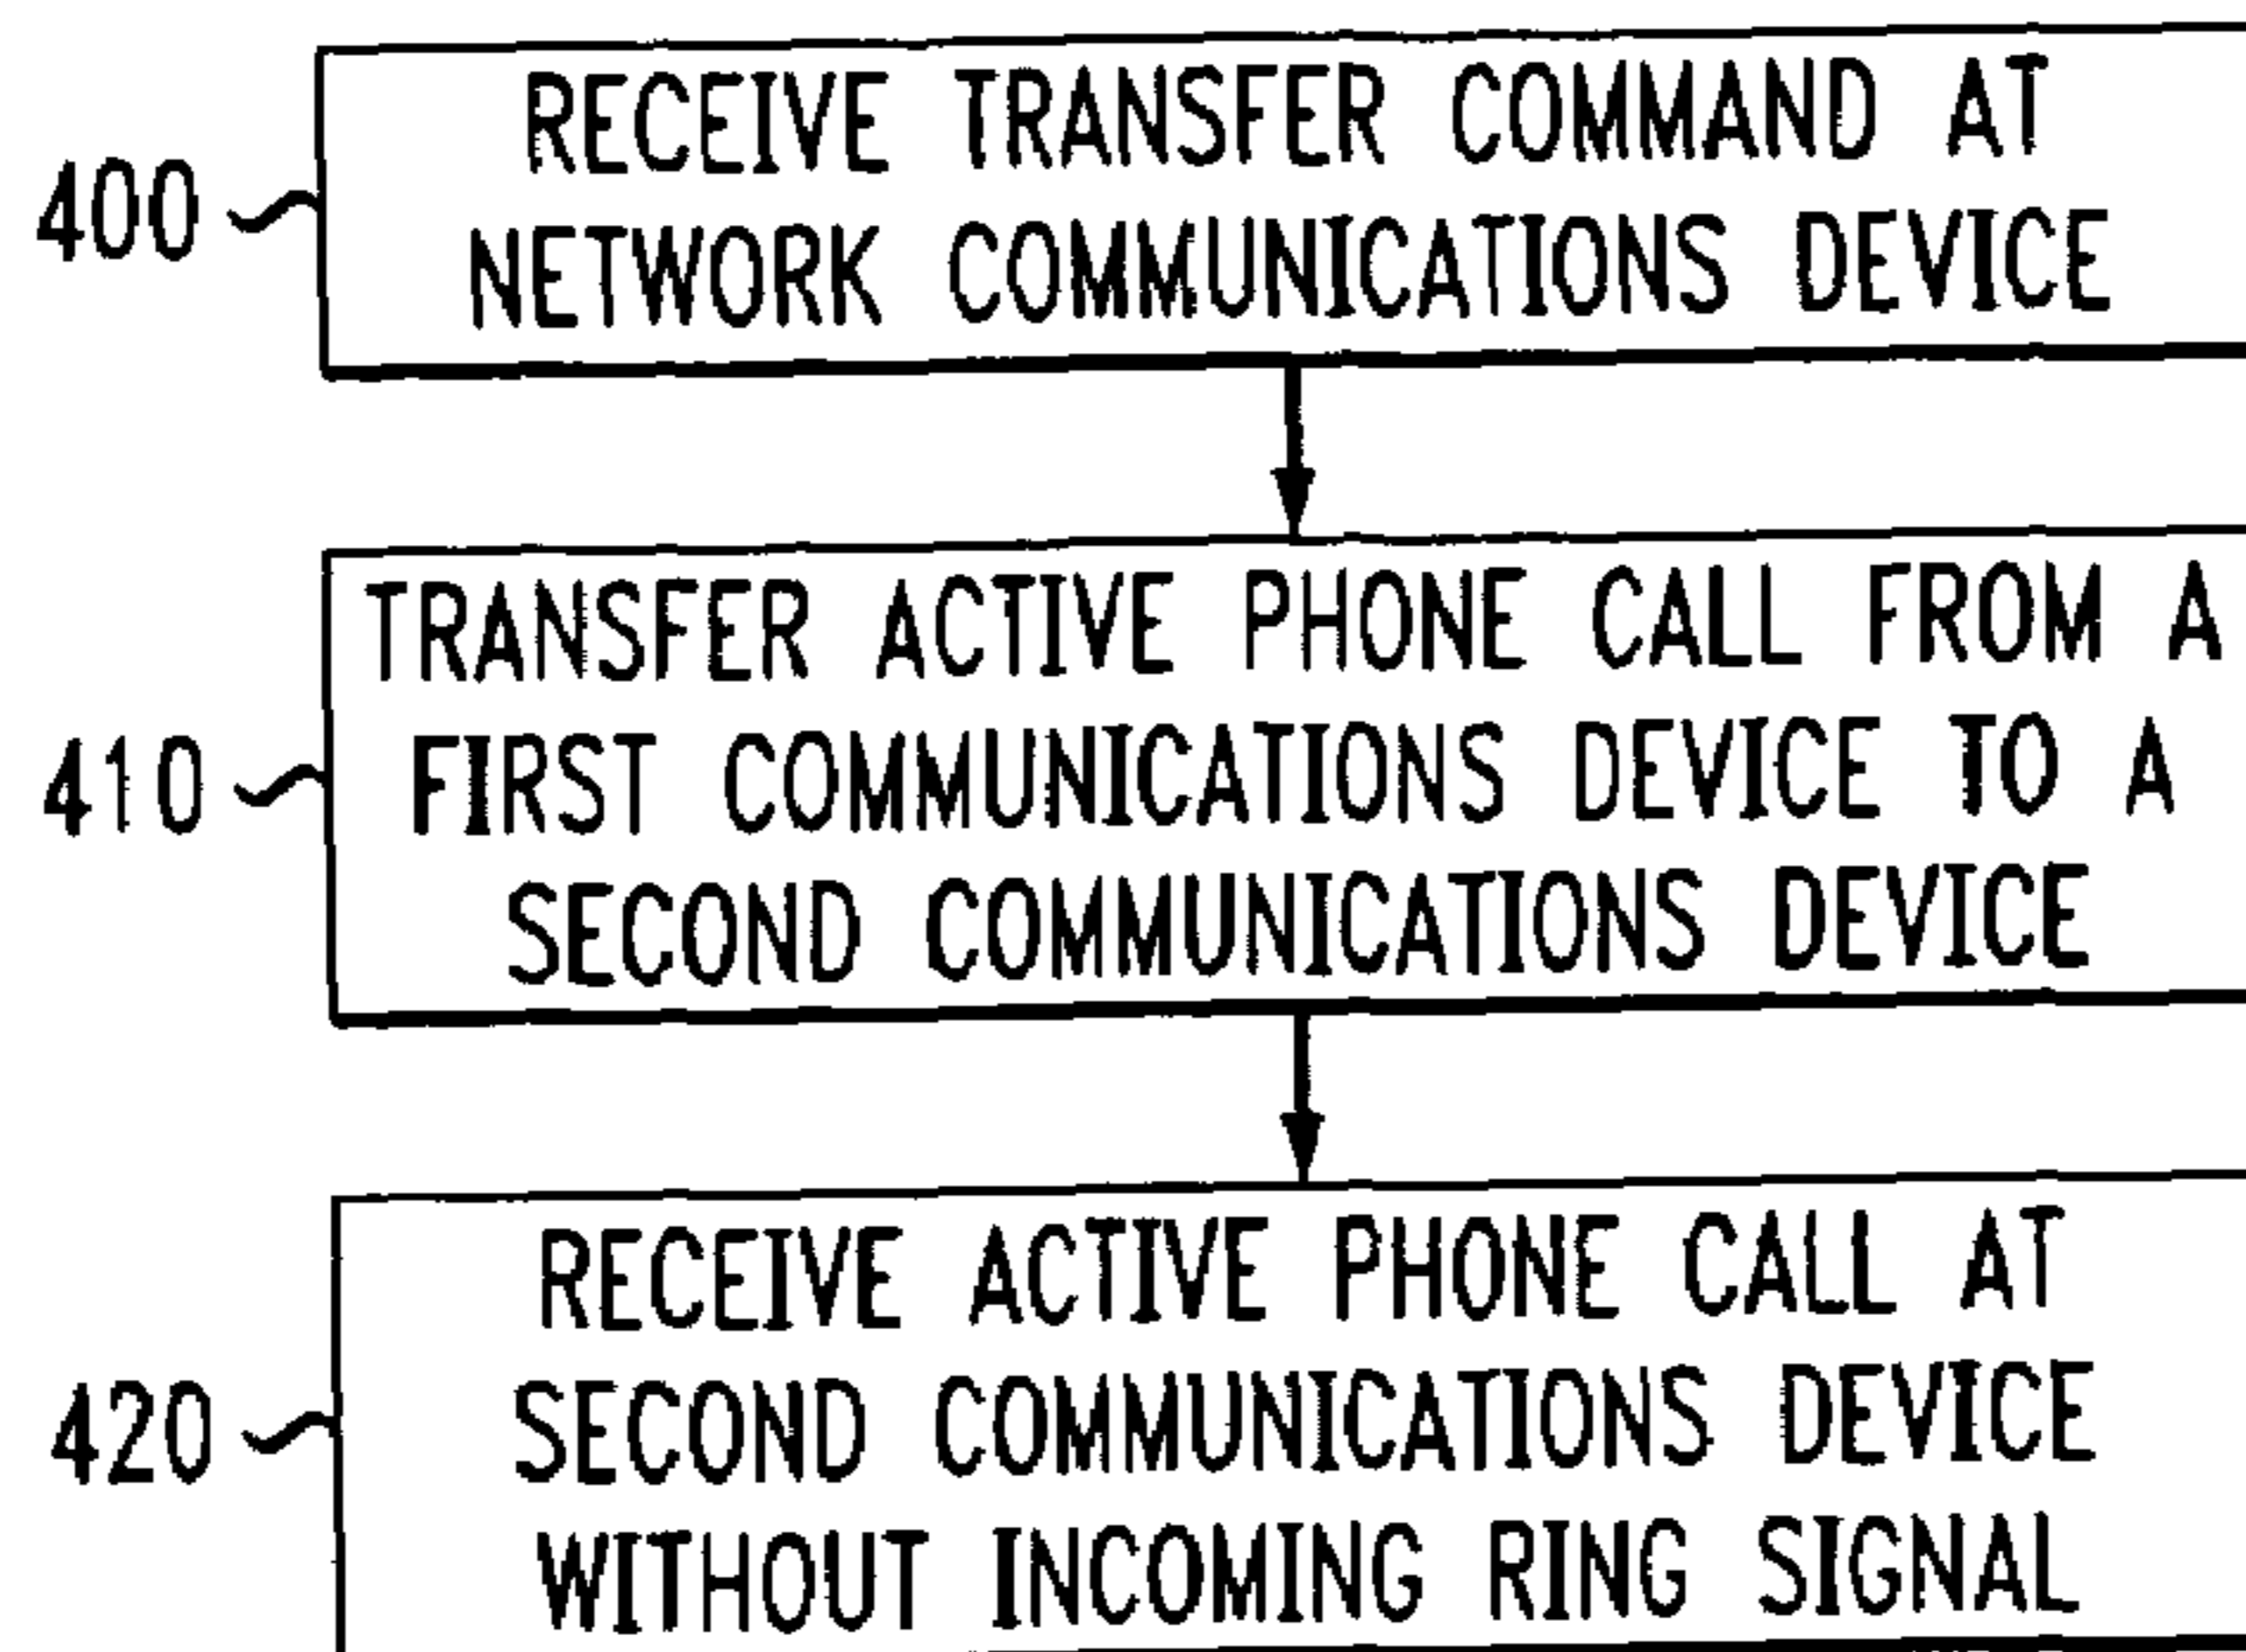 RECEIVE TRANSFER COMMAND AT
400
NETWORK COMMUNICATIONS DEVICE
TRANSFER ACTIVE PHONE CALL FROM A
410
FIRST COMMUNICATIONS DEVICE TO A
SECOND COMMUNICATIONS DEVICE
RECEIVE ACTIVE PHONE CALL AT
420
SECOND COMMUNICATIONS DEVICE
WITHOUT INCOMING RING SIGNAL